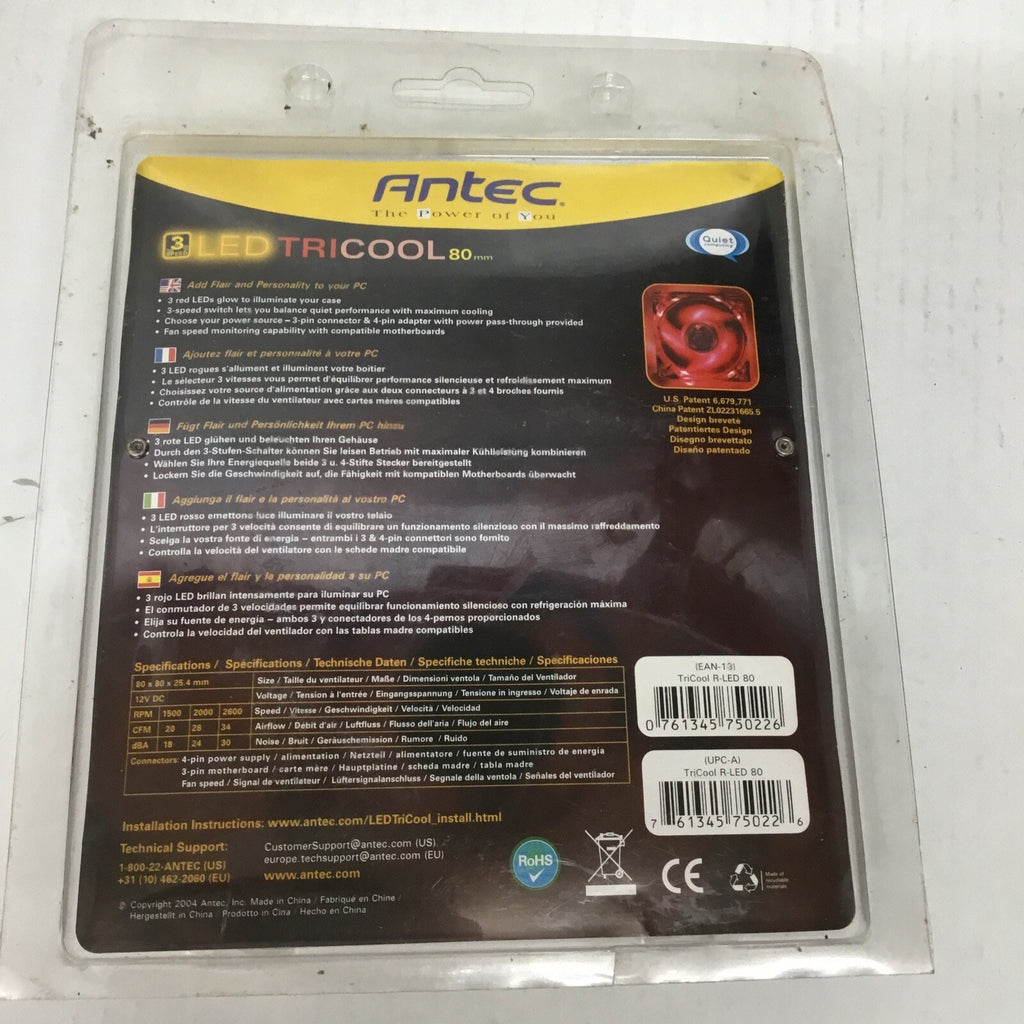 Antec®
The Power of You
3 SPEED LED TRICOOL 80mm
Quiet computing
Add Flair and Personality to your PC
• 3 red LEDs glow to illuminate your case
• 3-speed switch lets you balance quiet performance with maximum cooling
• Choose your power source – 3-pin connector & 4-pin adapter with power pass-through provided
• Fan speed monitoring capability with compatible motherboards
Ajoutez flair et personnalité à votre PC
• 3 LED rogues s'allument et illuminent votre boîtier
• Le sélecteur 3 vitesses vous permet d'équilibrer performance silencieuse et refroidissement maximum
• Choisissez votre source d'alimentation grâce aux deux connecteurs à 3 et 4 broches fournis
• Contrôle de la vitesse du ventilateur avec cartes mères compatibles
Fügt Flair und Persönlichkeit Ihrem PC hinzu
• 3 rote LED glühen und beleuchten Ihren Gehäuse
• Durch den 3-Stufen-Schalter können Sie leisen Betrieb mit maximaler Kühlleistung kombinieren
• Wählen Sie Ihre Energiequelle beide 3 u. 4-Stifte Stecker bereitgestellt
• Lockern Sie die Geschwindigkeit auf, die Fähigkeit mit kompatiblen Motherboards überwacht
Aggiunga il flair e la personalità al vostro PC
• 3 LED rosso emettono luce illuminare il vostro telaio
• L'interruttore per 3 velocità consente di equilibrare un funzionamento silenzioso con il massimo raffreddamento
• Scelga la vostra fonte di energia – entrambi i 3 & 4-pin connettori sono fornito
• Controlla la velocità del ventilatore con le schede madre compatibile
Agregue el flair y la personalidad a su PC
• 3 rojo LED brillan intensamente para iluminar su PC
• El conmutador de 3 velocidades permite equilibrar funcionamiento silencioso con refrigeración máxima
• Elija su fuente de energía – ambos 3 y conectadores de los 4-pernos proporcionados
• Controla la velocidad del ventilador con las tablas madre compatibles
U.S. Patent 6,679,771
China Patent ZL02231665.5
Design breveté
Patentiertes Design
Disegno brevettato
Diseño patentado
Specifications / Spécifications / Technische Daten / Specifiche techniche / Specificaciones
80 x 80 x 25.4 mm Size / Taille du ventilateur / Maße / Dimensioni ventola / Tamaño del Ventilador
12V DC Voltage / Tension à l'entrée / Eingangsspannung / Tensione in ingresso / Voltaje de enrada
RPM 1500 2000 2600 Speed / Vitesse / Geschwindigkeit / Velocità / Velocidad
CFM 20 28 34 Airflow / Débit d'air / Luftfluss / Flusso dell'aria / Flujo del aire
dBA 18 24 30 Noise / Bruit / Geräuschemission / Rumore / Ruido
Connectors: 4-pin power supply / alimentation / Netzteil / alimentatore / fuente de suministro de energía
3-pin motherboard / carte mère / Hauptplatine / scheda madre / tabla madre
Fan speed / Signal de ventilateur / Lüftersignalanschluss / Segnale della ventola / Señales del ventilador
(EAN-13)
TriCool R-LED 80
0 761345 750226
(UPC-A)
TriCool R-LED 80
7 61345 75022 6
Installation Instructions: www.antec.com/LEDTriCool_install.html
Technical Support:
1-800-22-ANTEC (US)
+31 (10) 462-2060 (EU)
CustomerSupport@antec.com (US)
europe.techsupport@antec.com (EU)
www.antec.com
RoHS
CE
Made of recyclable materials
© Copyright 2004 Antec, Inc. Made in China / Fabriqué en Chine /
Hergestellt in China / Prodotto in Cina / Hecho en China